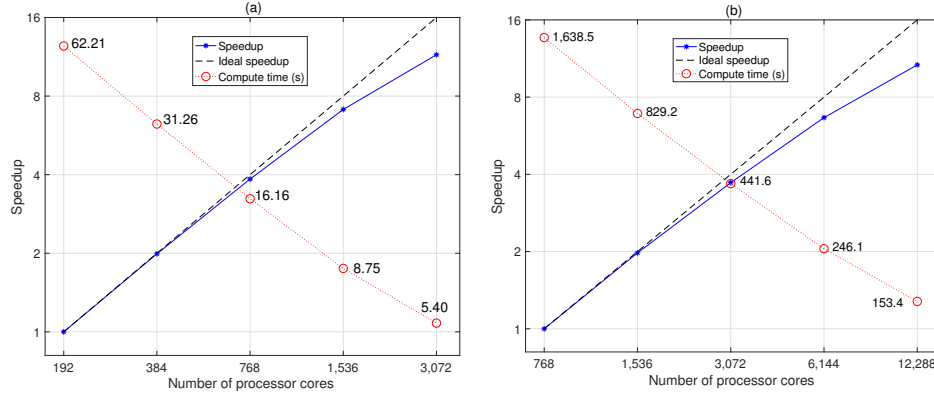 (a)
16
8
4
2
1
Speedup
62.21
31.26
16.16
8.75
5.40
Speedup
Ideal speedup
Compute time (s)
192
384
768
1,536
3,072
Number of processor cores
(b)
16
8
4
2
1
Speedup
1,638.5
829.2
441.6
246.1
153.4
Speedup
Ideal speedup
Compute time (s)
768
1,536
3,072
6,144
12,288
Number of processor cores